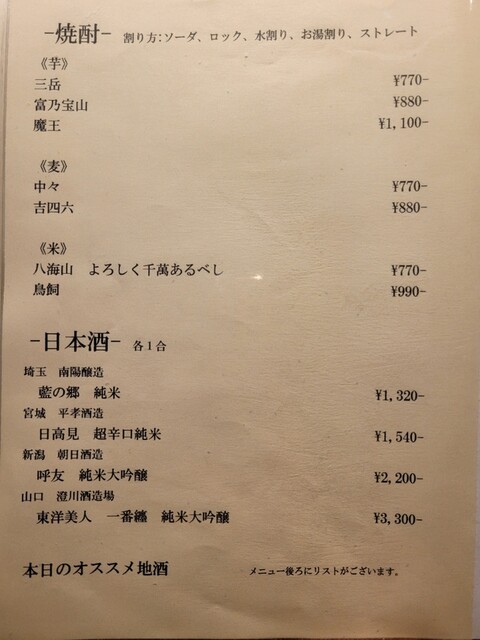 -焼酎- 割り方:ソーダ、ロック、水割り、お湯割り、ストレート
《芋》
三岳 ¥770-
富乃宝山 ¥880-
魔王 ¥1,100-
《麦》
中々 ¥770-
吉四六 ¥880-
《米》
八海山 よろしく千萬あるべし ¥770-
鳥飼 ¥990-
-日本酒- 各1合
埼玉 南陽醸造
藍の郷 純米 ¥1,320-
宮城 平孝酒造
日高見 超辛口純米 ¥1,540-
新潟 朝日酒造
呼友 純米大吟醸 ¥2,200-
山口 澄川酒造場
東洋美人 一番纏 純米大吟醸 ¥3,300-
本日のオススメ地酒 メニュー後ろにリストがございます。